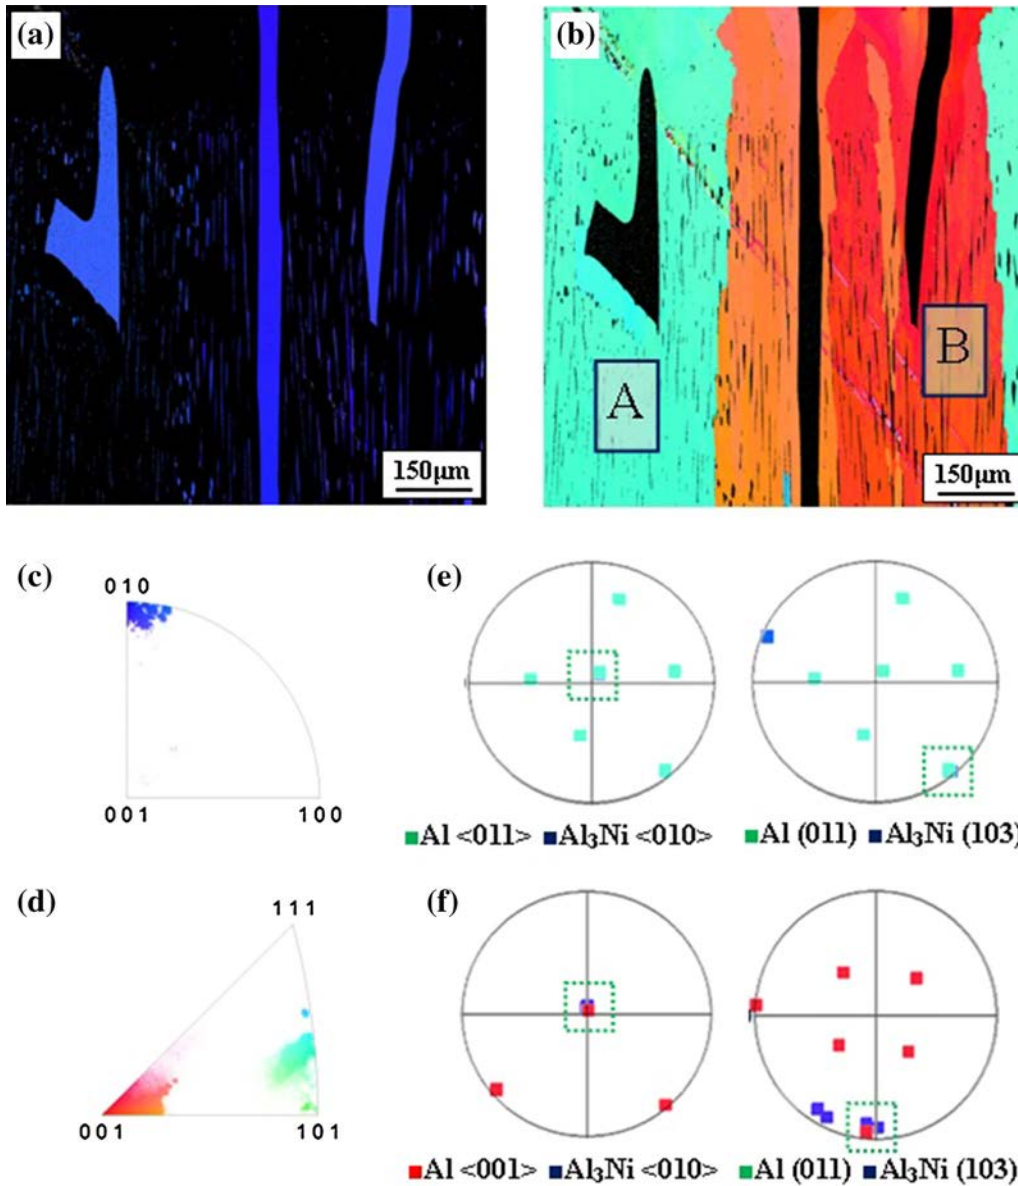 (a)
(b)
A
B
150μm
150μm
(c)
0 1 0
0 0 1
1 0 0
(e)
Al <011> Al₃Ni <010>
Al (011) Al₃Ni (103)
(d)
1 1 1
0 0 1
1 0 1
(f)
Al <001> Al₃Ni <010>
Al (011) Al₃Ni (103)